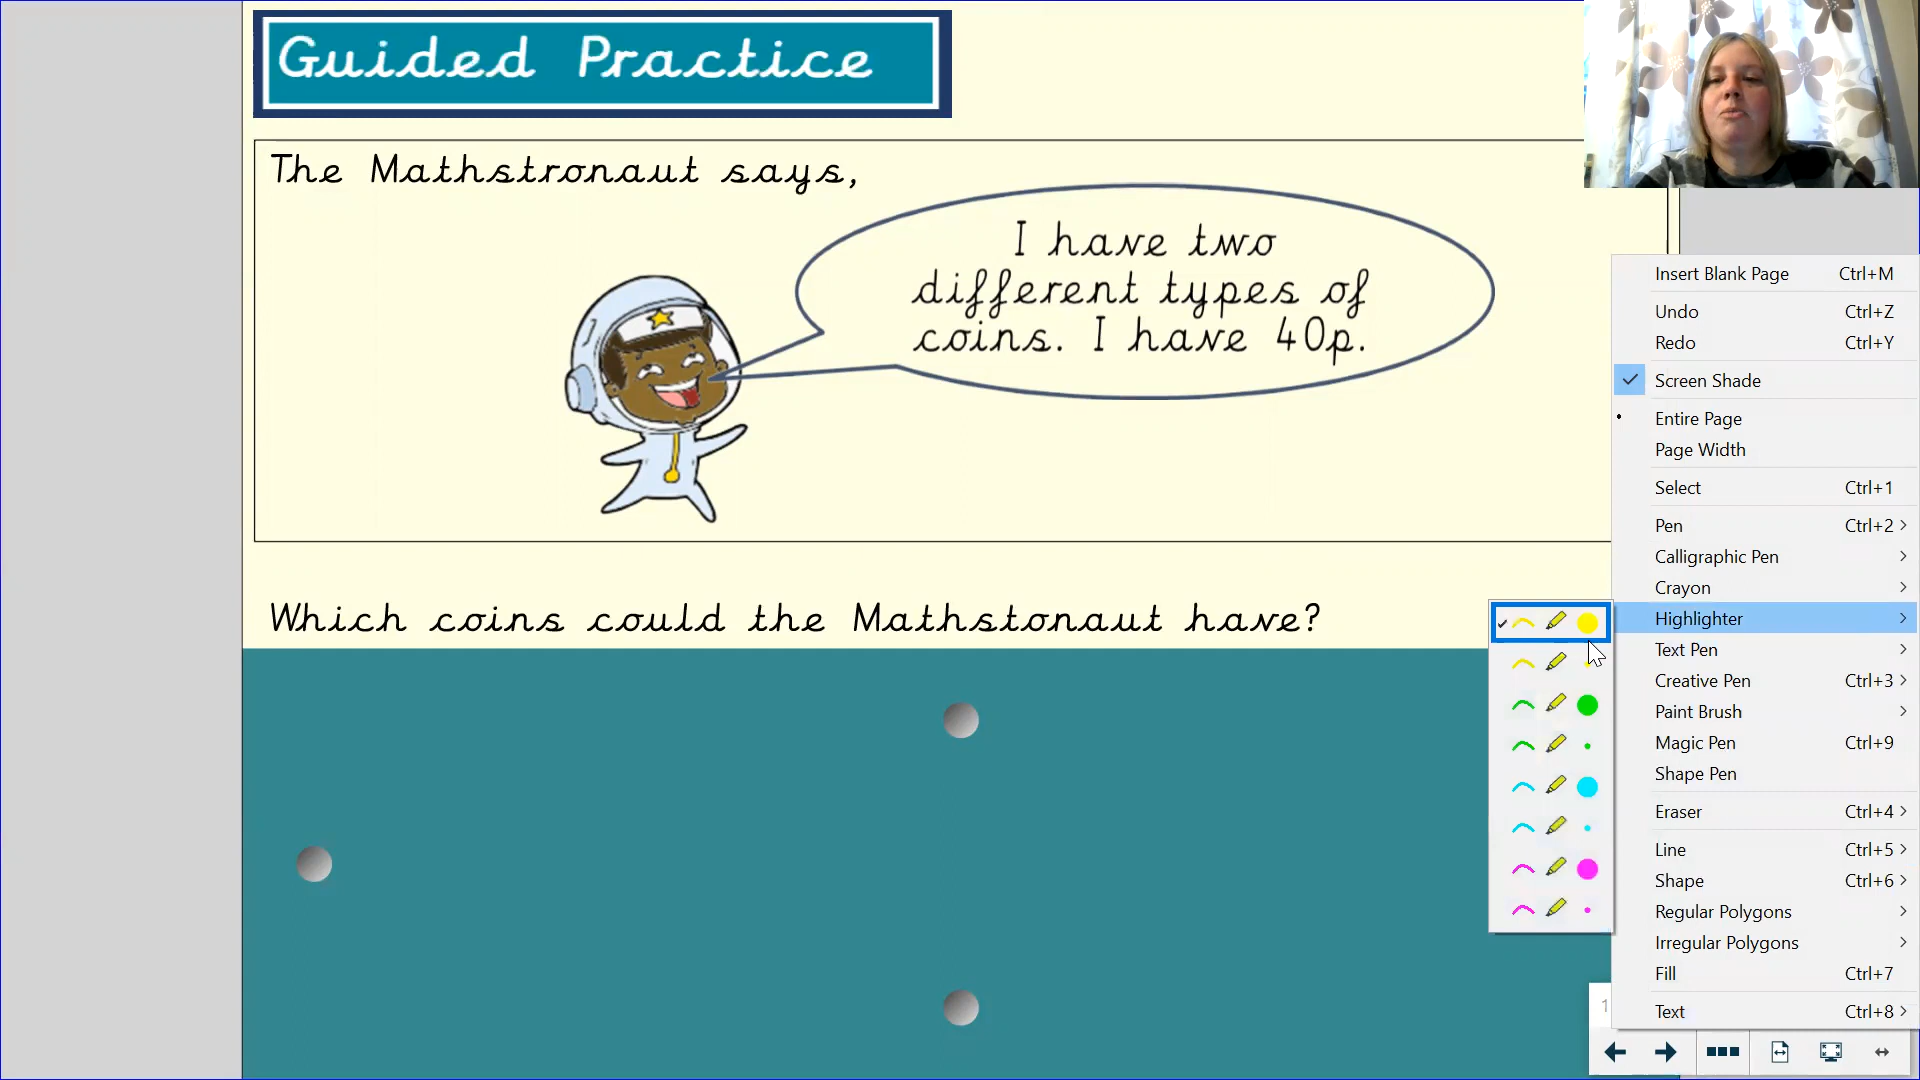 Guided Practice
The Mathstronaut says,
I have two
different types of
coins. I have 40p.
Which coins could the Mathstonaut have?
Insert Blank Page Ctrl+M
Undo Ctrl+Z
Redo Ctrl+Y
Screen Shade
Entire Page
Page Width
Select Ctrl+1
Pen Ctrl+2
Calligraphic Pen
Crayon
Highlighter
Text Pen
Creative Pen Ctrl+3
Paint Brush
Magic Pen Ctrl+9
Shape Pen
Eraser Ctrl+4
Line Ctrl+5
Shape Ctrl+6
Regular Polygons
Irregular Polygons
Fill Ctrl+7
Text Ctrl+8
1